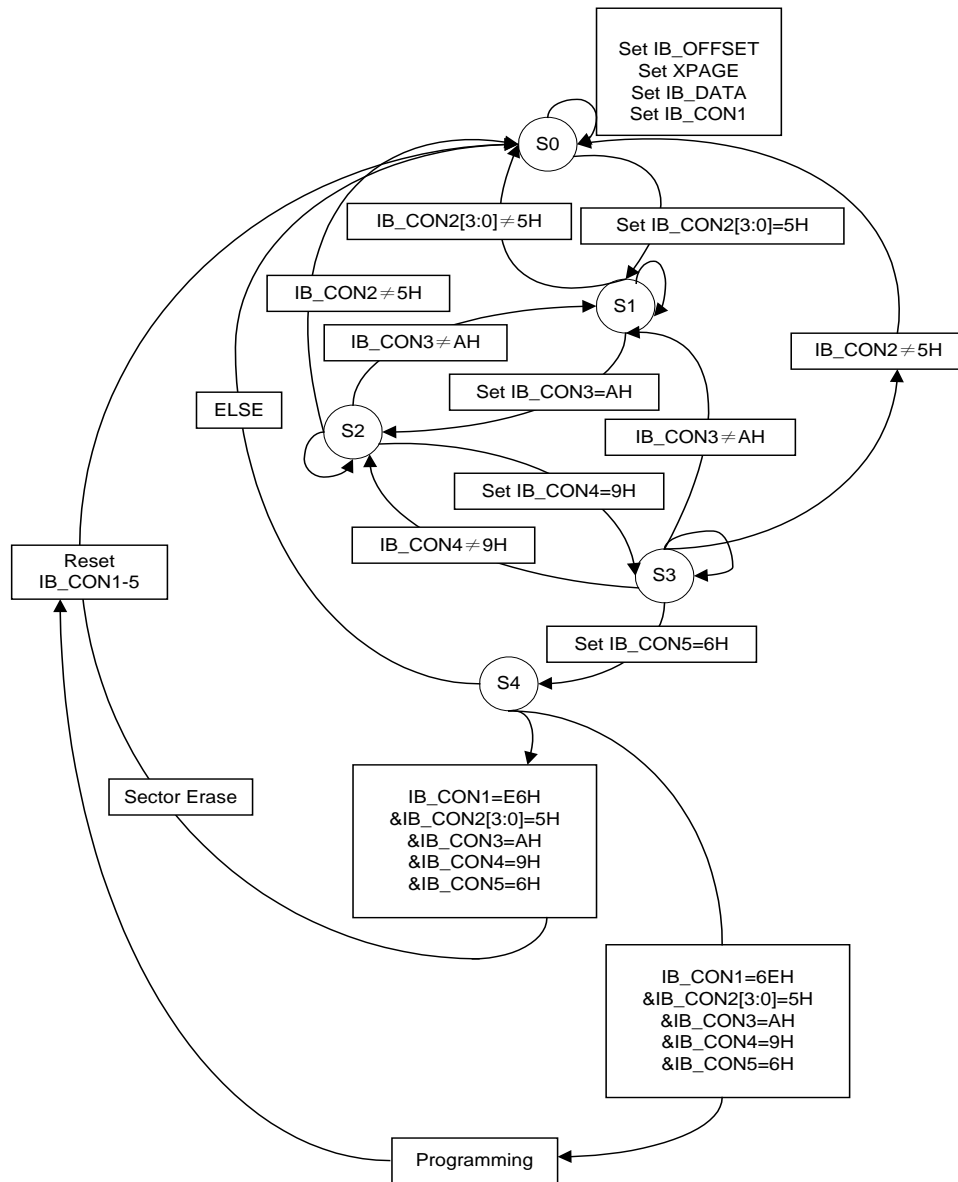 Set IB_OFFSET
Set XPAGE
Set IB_DATA
Set IB_CON1
S0
IB_CON2[3:0]≠5H
Set IB_CON2[3:0]=5H
IB_CON2≠5H
S1
IB_CON3≠AH
IB_CON2≠5H
Set IB_CON3=AH
ELSE
S2
IB_CON3≠AH
Set IB_CON4=9H
IB_CON4≠9H
Reset
IB_CON1-5
S3
Set IB_CON5=6H
S4
Sector Erase
IB_CON1=E6H
&IB_CON2[3:0]=5H
&IB_CON3=AH
&IB_CON4=9H
&IB_CON5=6H
IB_CON1=6EH
&IB_CON2[3:0]=5H
&IB_CON3=AH
&IB_CON4=9H
&IB_CON5=6H
Programming